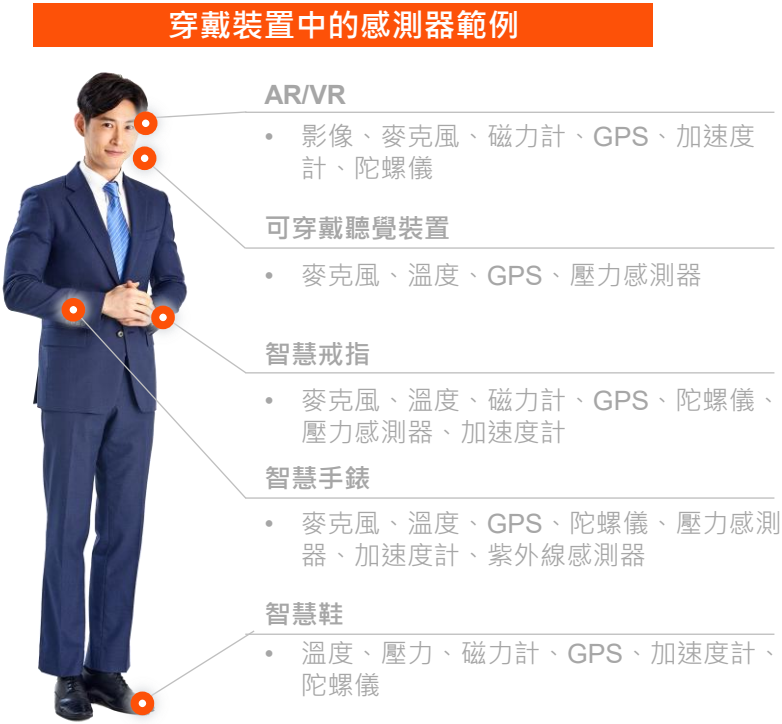 穿戴裝置中的感測器範例
AR/VR
• 影像、麥克風、磁力計、GPS、加速度
計、陀螺儀
可穿戴聽覺裝置
• 麥克風、溫度、GPS、壓力感測器
智慧戒指
• 麥克風、溫度、磁力計、GPS、陀螺儀、
壓力感測器、加速度計
智慧手錶
• 麥克風、溫度、GPS、陀螺儀、壓力感測
器、加速度計、紫外線感測器
智慧鞋
• 溫度、壓力、磁力計、GPS、加速度計、
陀螺儀